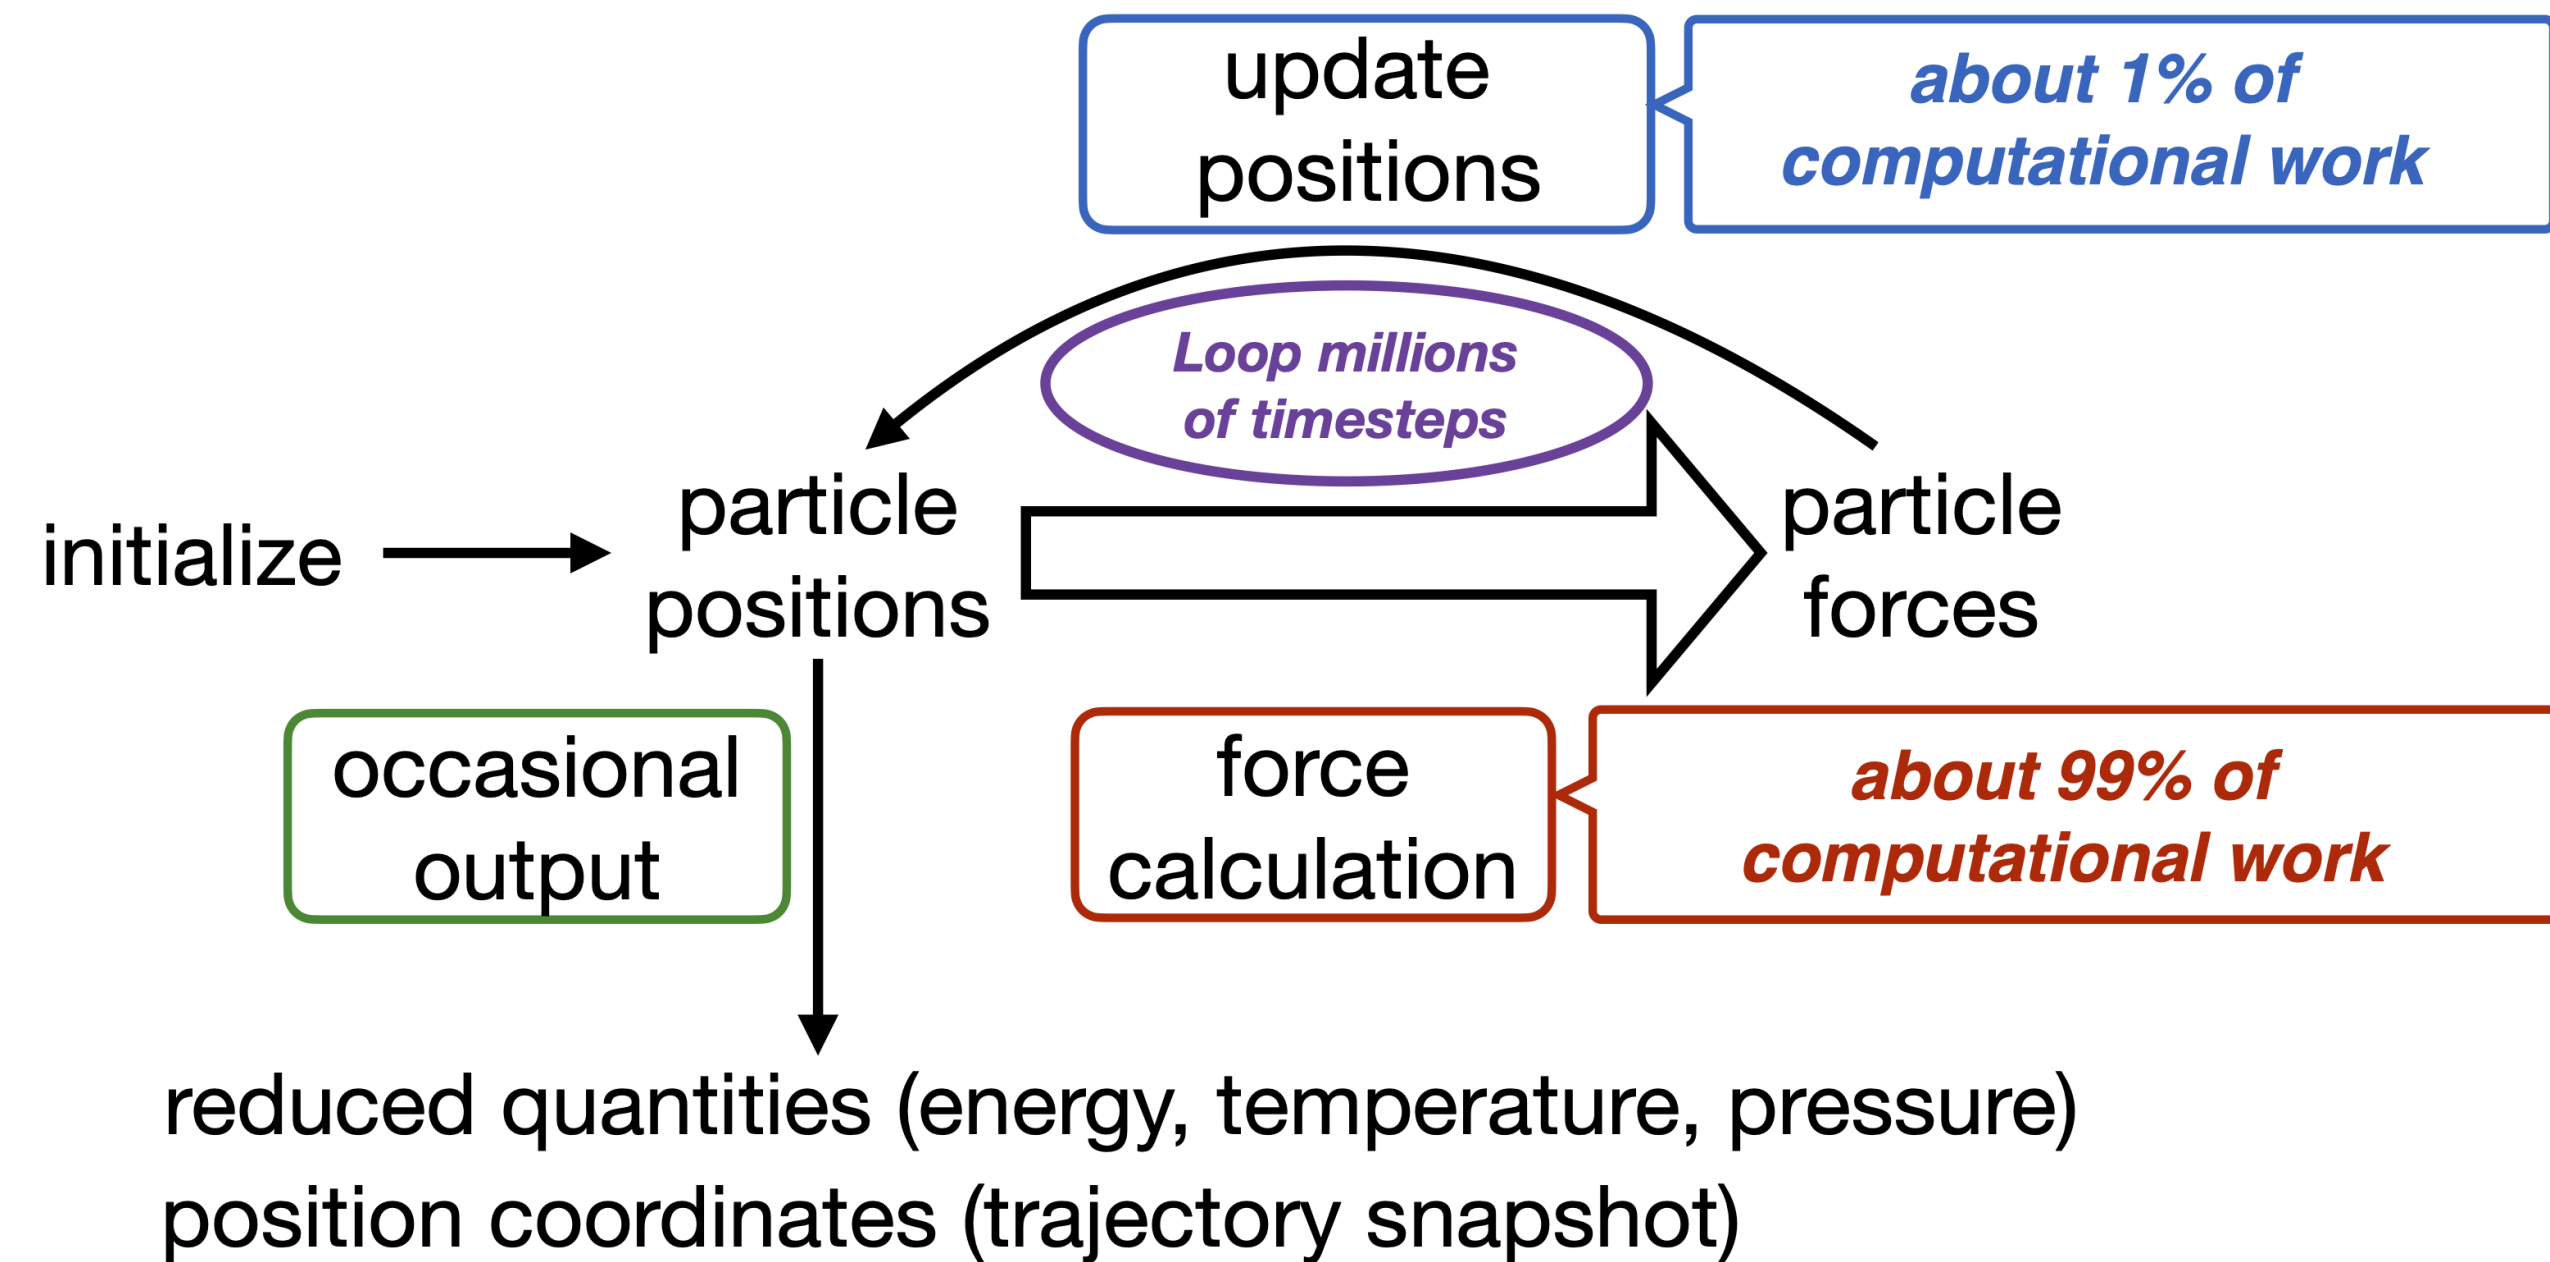 update
positions
about 1% of
computational work
Loop millions
of timesteps
initialize
particle
positions
particle
forces
occasional
output
force
calculation
about 99% of
computational work
reduced quantities (energy, temperature, pressure)
position coordinates (trajectory snapshot)